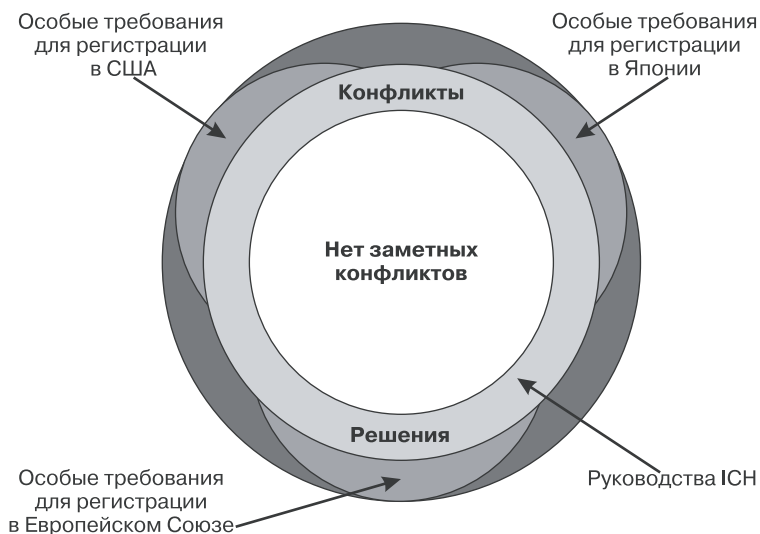 Особые требования
для регистрации
в США
Особые требования
для регистрации
в Японии
Конфликты
Нет заметных
конфликтов
Решения
Особые требования
для регистрации
в Европейском Союзе
Руководства ICH